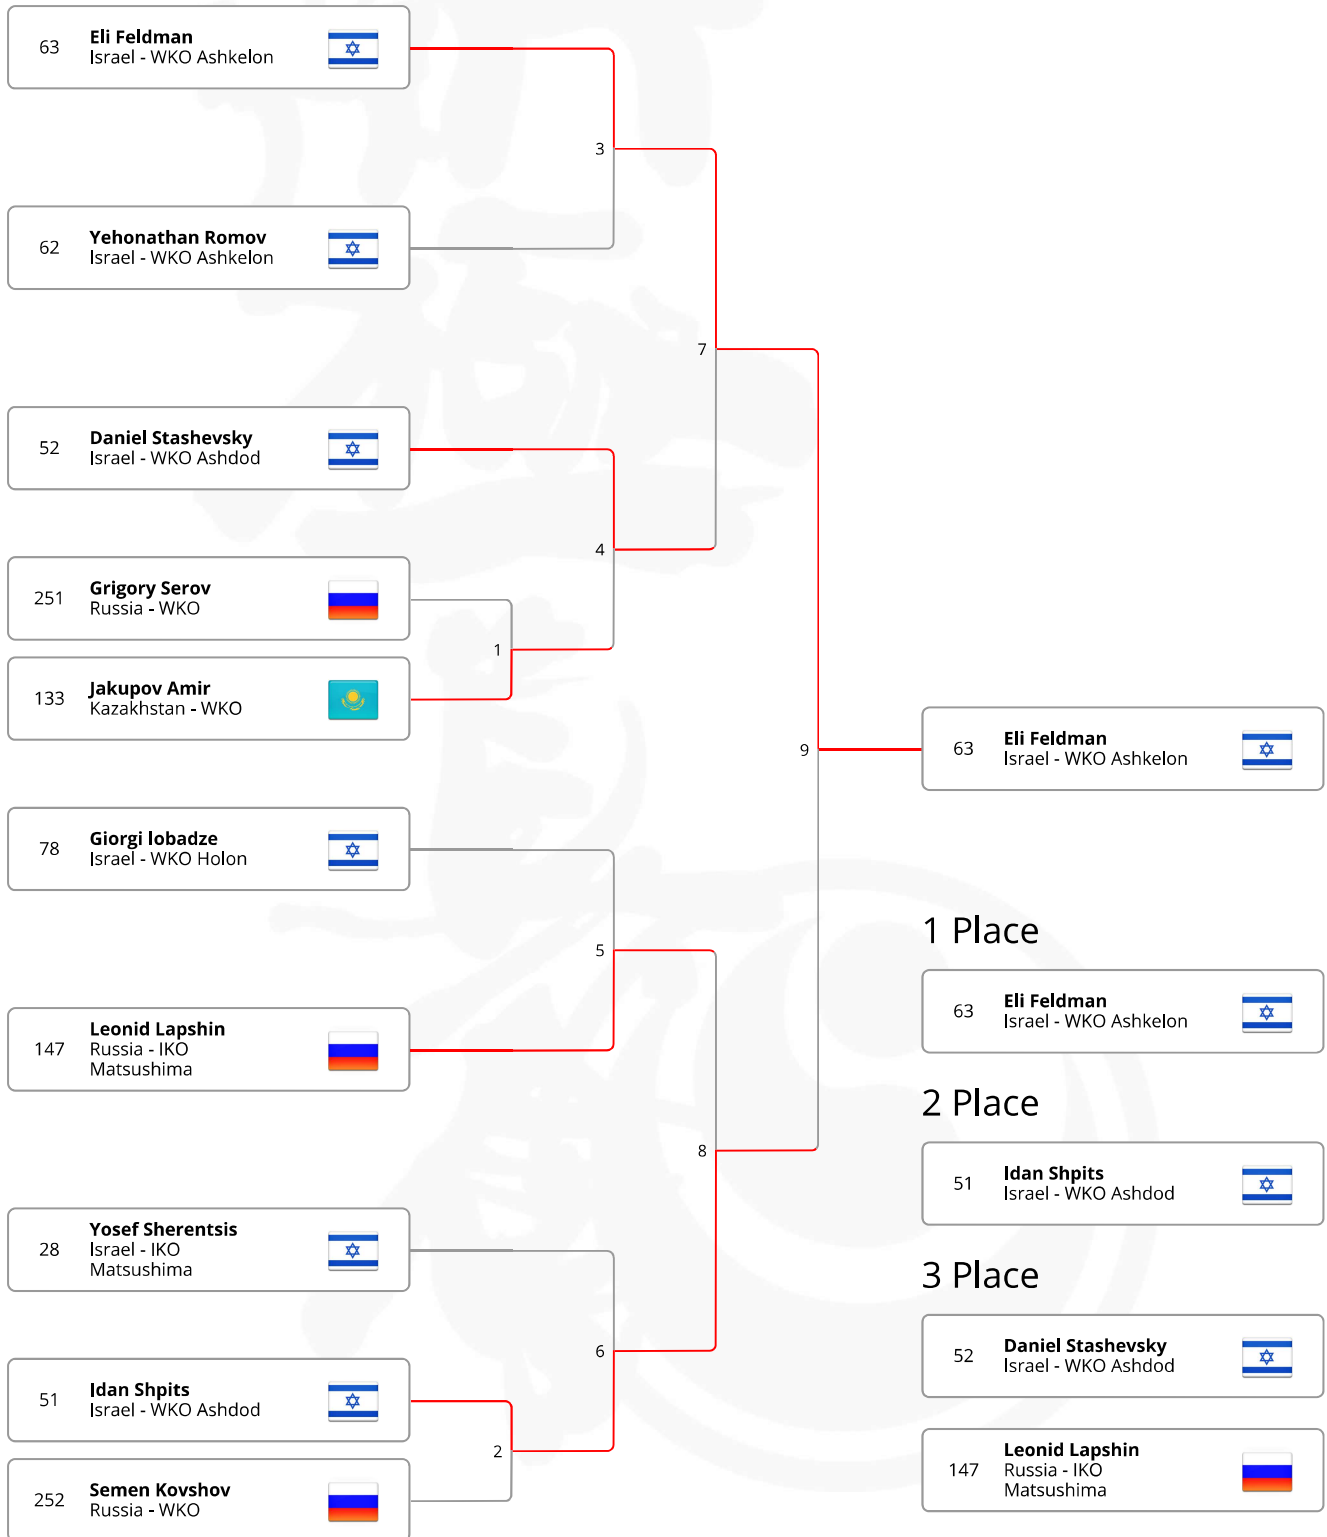 63
Eli Feldman
Israel - WKO Ashkelon
3
62
Yehonathan Romov
Israel - WKO Ashkelon
7
52
Daniel Stashevsky
Israel - WKO Ashdod
4
251
Grigory Serov
Russia - WKO
1
133
Jakupov Amir
Kazakhstan - WKO
9
63
Eli Feldman
Israel - WKO Ashkelon
78
Giorgi lobadze
Israel - WKO Holon
5
147
Leonid Lapshin
Russia - IKO
Matsushima
8
28
Yosef Sherentsis
Israel - IKO
Matsushima
6
51
Idan Shpits
Israel - WKO Ashdod
2
252
Semen Kovshov
Russia - WKO
1 Place
63
Eli Feldman
Israel - WKO Ashkelon
2 Place
51
Idan Shpits
Israel - WKO Ashdod
3 Place
52
Daniel Stashevsky
Israel - WKO Ashdod
147
Leonid Lapshin
Russia - IKO
Matsushima